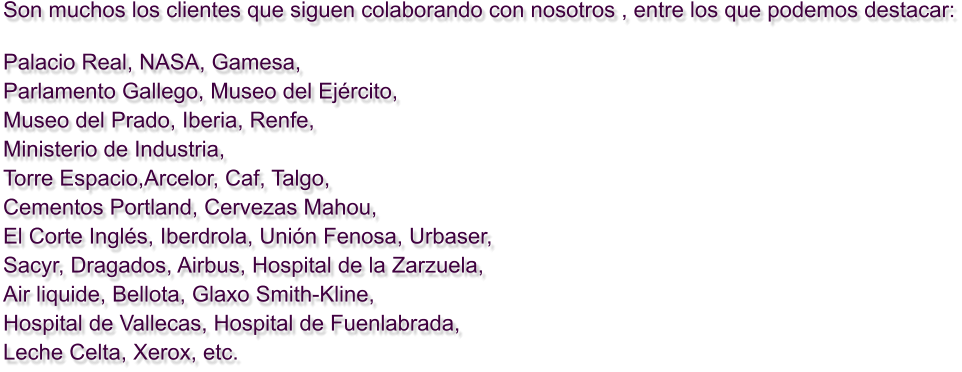 Son muchos los clientes que siguen colaborando con nosotros , entre los que podemos destacar:
Palacio Real, NASA, Gamesa,
Parlamento Gallego, Museo del Ejército,
Museo del Prado, Iberia, Renfe,
Ministerio de Industria,
Torre Espacio,Arcelor, Caf, Talgo,
Cementos Portland, Cervezas Mahou,
El Corte Inglés, Iberdrola, Unión Fenosa, Urbaser,
Sacyr, Dragados, Airbus, Hospital de la Zarzuela,
Air liquide, Bellota, Glaxo Smith-Kline,
Hospital de Vallecas, Hospital de Fuenlabrada,
Leche Celta, Xerox, etc.